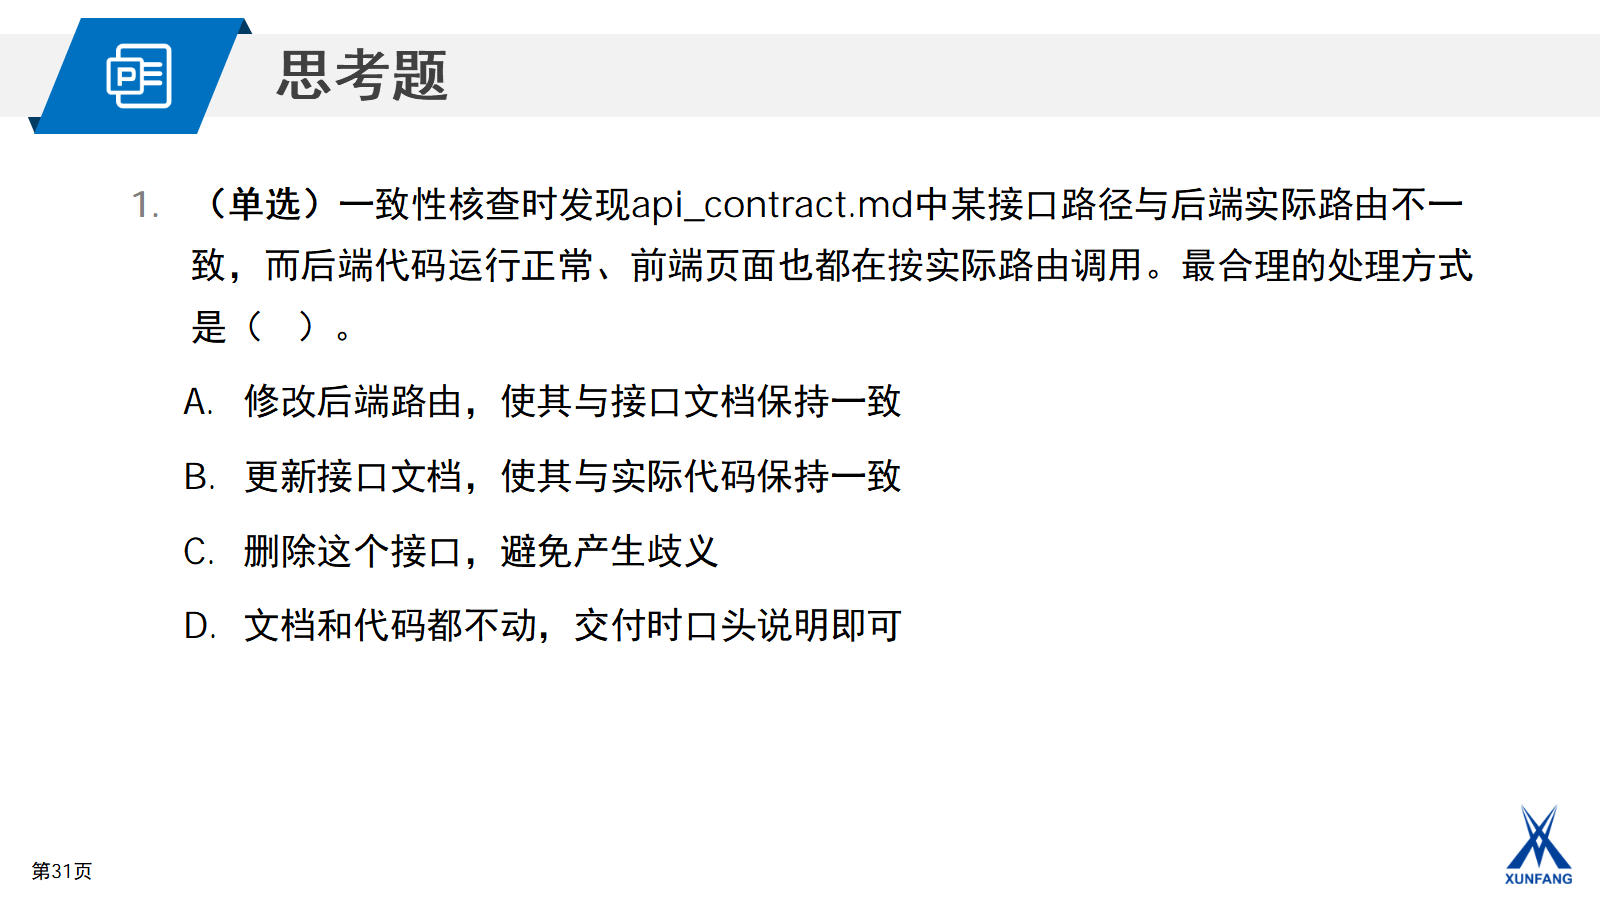 思考题
1. （单选）一致性核查时发现api_contract.md中某接口路径与后端实际路由不一
致，而后端代码运行正常、前端页面也都在按实际路由调用。最合理的处理方式
是（ ）。
A. 修改后端路由，使其与接口文档保持一致
B. 更新接口文档，使其与实际代码保持一致
C. 删除这个接口，避免产生歧义
D. 文档和代码都不动，交付时口头说明即可
第31页
XUNFANG